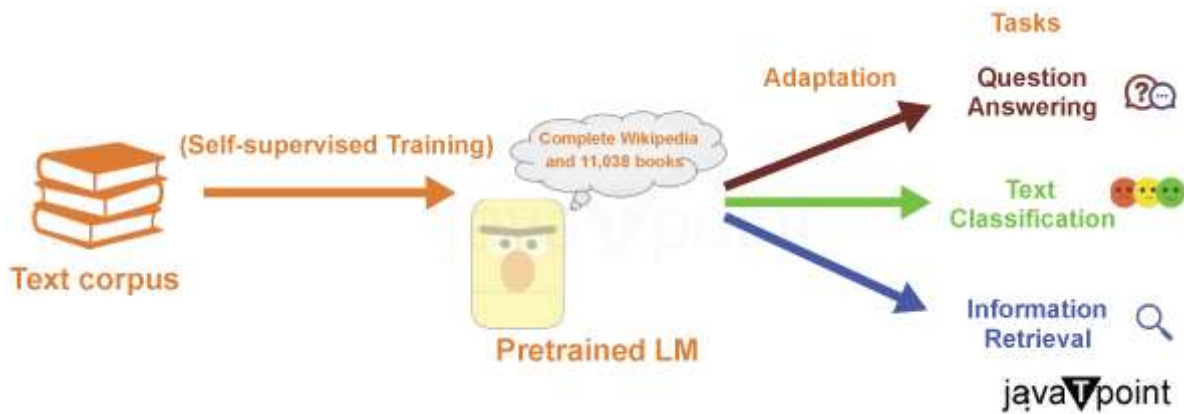 Tasks
Adaptation
Question
Answering
(Self-supervised Training)
Complete Wikipedia
and 11,038 books
Text
Classification
Text corpus
Pretrained LM
Information
Retrieval
javaTpoint
javaTpoint